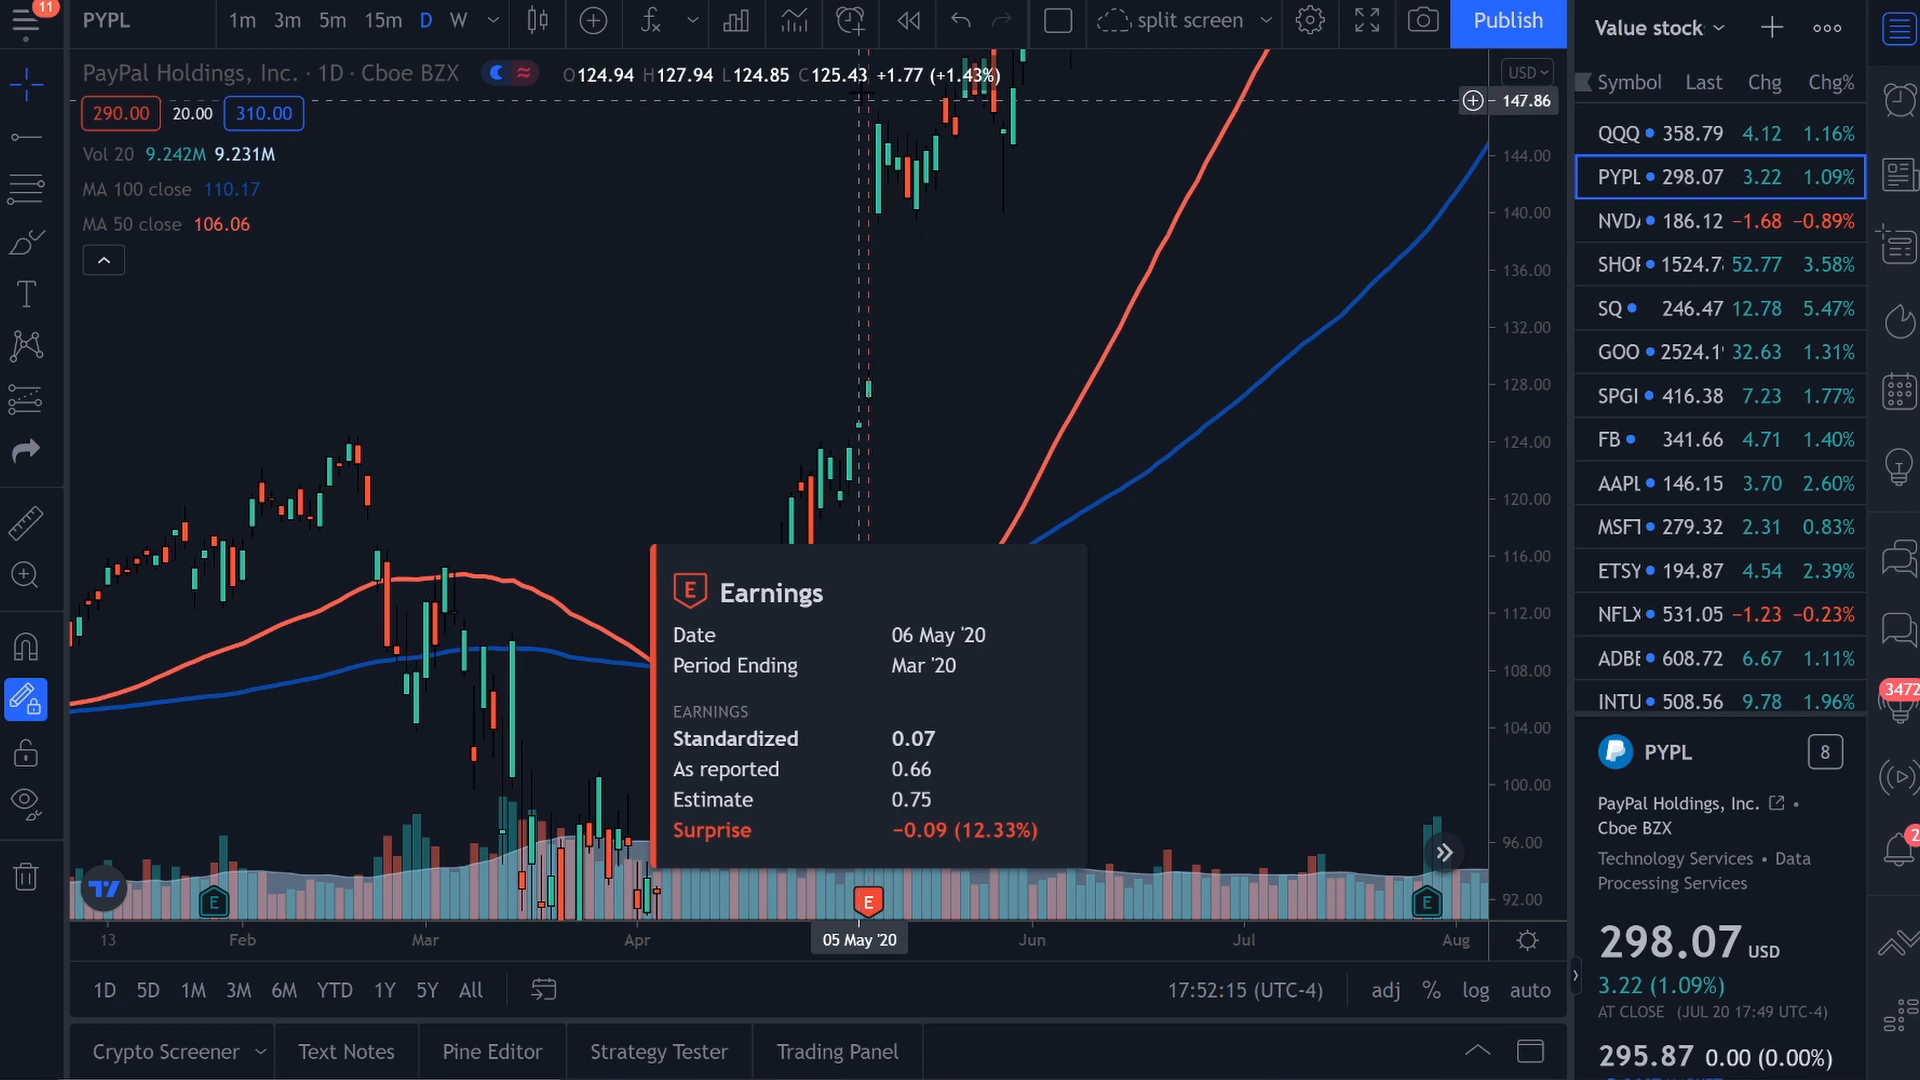 11
PYPL
1m 3m 5m 15m D W
split screen
Publish
PayPal Holdings, Inc. · 1D · Cboe BZX
O124.94 H127.94 L124.85 C125.43 +1.77 (+1.43%)
290.00 20.00 310.00
Vol 20 9.242M 9.231M
MA 100 close 110.17
MA 50 close 106.06
USD
147.86
144.00
140.00
136.00
132.00
128.00
124.00
120.00
116.00
112.00
108.00
104.00
100.00
96.00
92.00
E Earnings
Date 06 May '20
Period Ending Mar '20
EARNINGS
Standardized 0.07
As reported 0.66
Estimate 0.75
Surprise −0.09 (12.33%)
E E E
13 Feb Mar Apr 05 May '20 Jun Jul Aug
1D 5D 1M 3M 6M YTD 1Y 5Y All
17:52:15 (UTC-4) adj % log auto
Crypto Screener Text Notes Pine Editor Strategy Tester Trading Panel
Value stock
Symbol Last Chg Chg%
QQQ 358.79 4.12 1.16%
PYPL 298.07 3.22 1.09%
NVDA 186.12 −1.68 −0.89%
SHOP 1524.7 52.77 3.58%
SQ 246.47 12.78 5.47%
GOO 2524.1 32.63 1.31%
SPGI 416.38 7.23 1.77%
FB 341.66 4.71 1.40%
AAPL 146.15 3.70 2.60%
MSFT 279.32 2.31 0.83%
ETSY 194.87 4.54 2.39%
NFLX 531.05 −1.23 −0.23%
ADBE 608.72 6.67 1.11%
INTU 508.56 9.78 1.96%
3472
PYPL 8
PayPal Holdings, Inc. •
Cboe BZX
Technology Services • Data
Processing Services
2
298.07 USD
3.22 (1.09%)
AT CLOSE (JUL 20 17:49 UTC-4)
295.87 0.00 (0.00%)